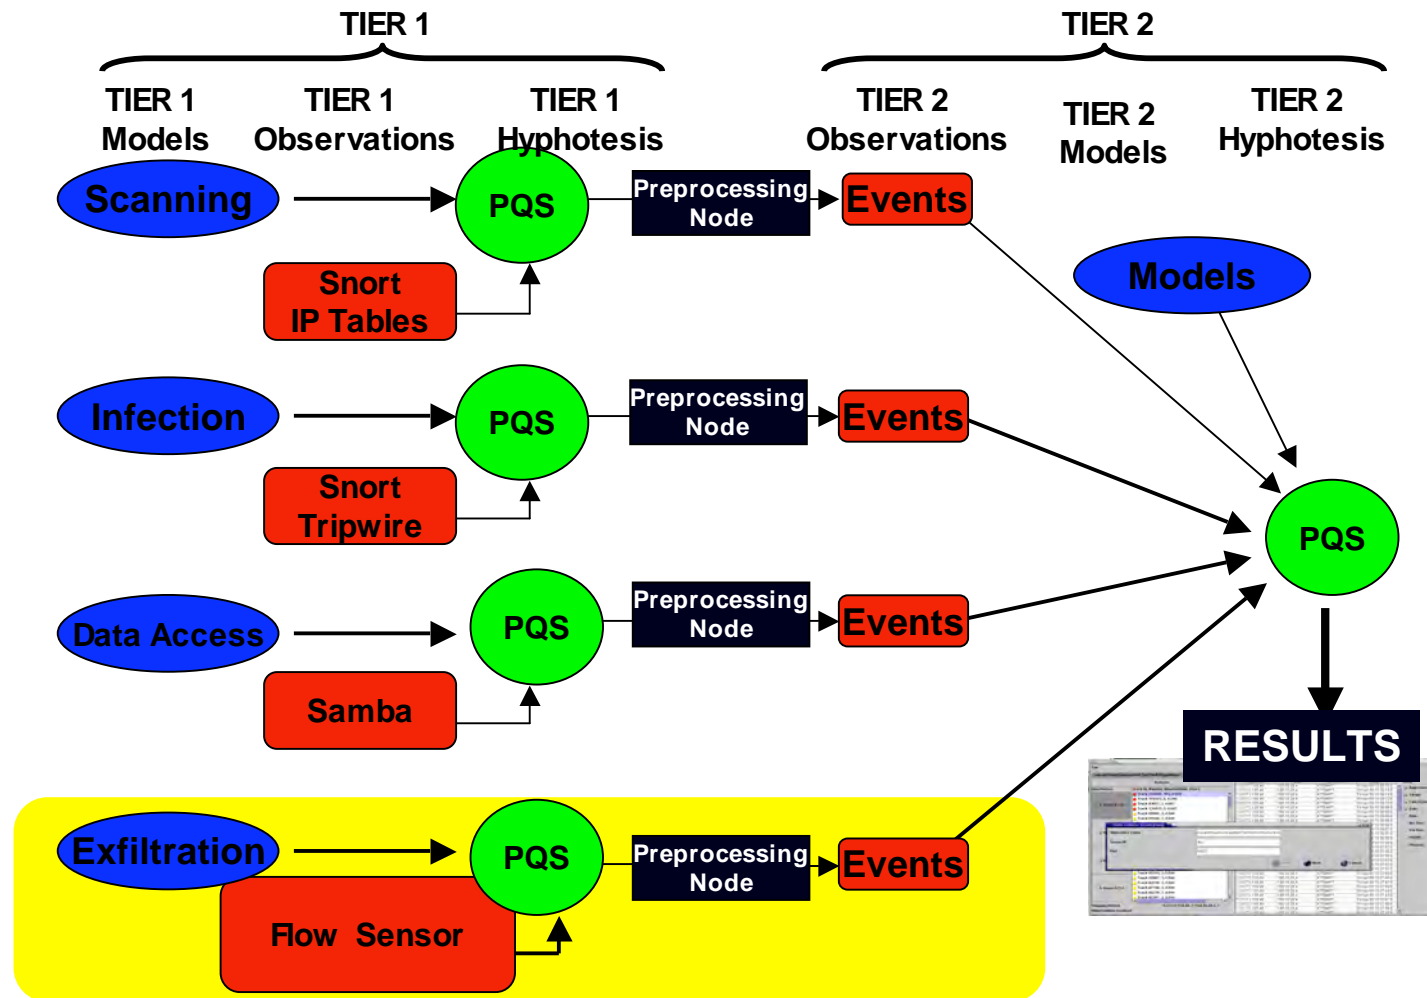 TIER 1
TIER 2
TIER 1
Models
TIER 1
Observations
TIER 1
Hyphotesis
TIER 2
Observations
TIER 2
Models
TIER 2
Hyphotesis
Scanning
PQS
Preprocessing
Node
Events
Snort
IP Tables
Models
Infection
PQS
Preprocessing
Node
Events
Snort
Tripwire
PQS
Data Access
PQS
Preprocessing
Node
Events
Samba
RESULTS
Exfiltration
PQS
Preprocessing
Node
Events
Flow Sensor